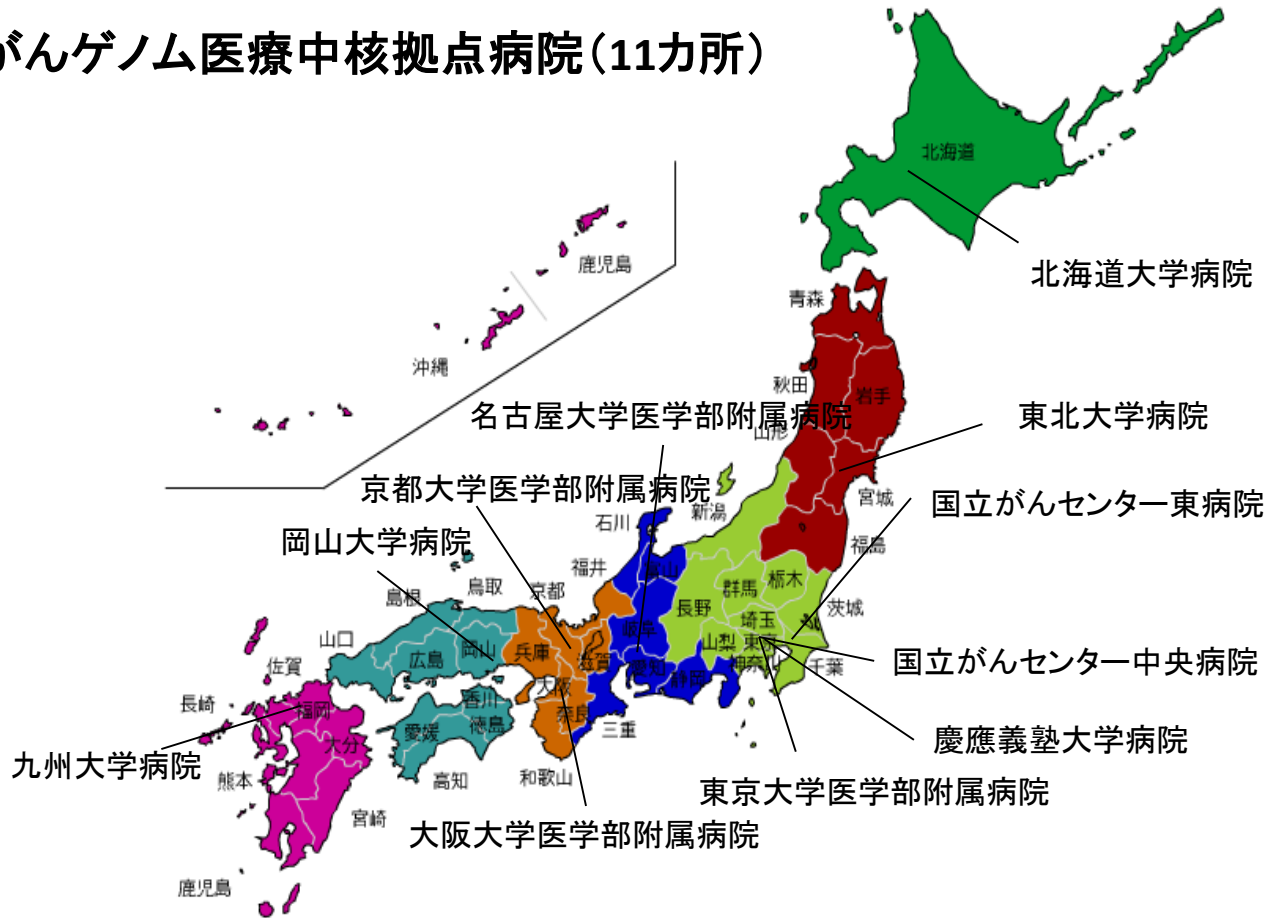 がんゲノム医療中核拠点病院（11カ所）
北海道
北海道大学病院
鹿児島
青森
沖縄
秋田
岩手
名古屋大学医学部附属病院
東北大学病院
山形
京都大学医学部附属病院
宮城
国立がんセンター東病院
石川
新潟
岡山大学病院
福島
福井
富山
群馬
栃木
鳥取
京都
島根
長野
茨城
埼玉
岐阜
山口
岡山
兵庫
滋賀
山梨
東京
広島
佐賀
愛知
静岡
神奈川
千葉
国立がんセンター中央病院
大阪
香川
長崎
福岡
奈良
徳島
愛媛
三重
大分
慶應義塾大学病院
九州大学病院
熊本
高知
和歌山
東京大学医学部附属病院
宮崎
大阪大学医学部附属病院
鹿児島